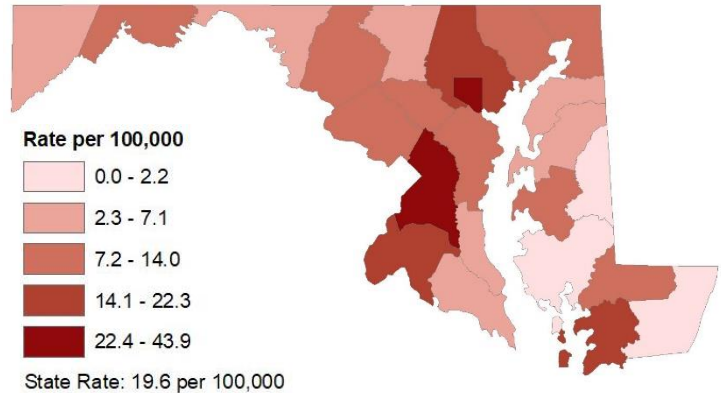 Rate per 100,000
0.0 - 2.2
2.3 - 7.1
7.2 - 14.0
14.1 - 22.3
22.4 - 43.9
State Rate: 19.6 per 100,000